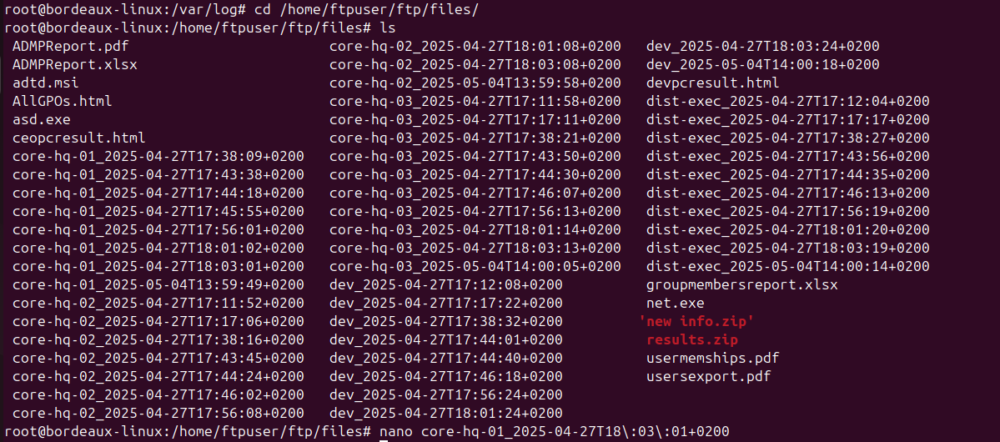 root@bordeaux-linux:/var/log# cd /home/ftpuser/ftp/files/
root@bordeaux-linux:/home/ftpuser/ftp/files# ls
ADMPReport.pdf core-hq-02_2025-04-27T18:01:08+0200 dev_2025-04-27T18:03:24+0200
ADMPReport.xlsx core-hq-02_2025-04-27T18:03:08+0200 dev_2025-05-04T14:00:18+0200
adtd.msi core-hq-02_2025-05-04T13:59:58+0200 devpcresult.html
AllGPOs.html core-hq-03_2025-04-27T17:11:58+0200 dist-exec_2025-04-27T17:12:04+0200
asd.exe core-hq-03_2025-04-27T17:17:11+0200 dist-exec_2025-04-27T17:17:17+0200
ceopcresult.html core-hq-03_2025-04-27T17:38:21+0200 dist-exec_2025-04-27T17:38:27+0200
core-hq-01_2025-04-27T17:38:09+0200 core-hq-03_2025-04-27T17:43:50+0200 dist-exec_2025-04-27T17:43:56+0200
core-hq-01_2025-04-27T17:43:38+0200 core-hq-03_2025-04-27T17:44:30+0200 dist-exec_2025-04-27T17:44:35+0200
core-hq-01_2025-04-27T17:44:18+0200 core-hq-03_2025-04-27T17:46:07+0200 dist-exec_2025-04-27T17:46:13+0200
core-hq-01_2025-04-27T17:45:55+0200 core-hq-03_2025-04-27T17:56:13+0200 dist-exec_2025-04-27T17:56:19+0200
core-hq-01_2025-04-27T17:56:01+0200 core-hq-03_2025-04-27T18:01:14+0200 dist-exec_2025-04-27T18:01:20+0200
core-hq-01_2025-04-27T18:01:02+0200 core-hq-03_2025-04-27T18:03:13+0200 dist-exec_2025-04-27T18:03:19+0200
core-hq-01_2025-04-27T18:03:01+0200 core-hq-03_2025-05-04T14:00:05+0200 dist-exec_2025-05-04T14:00:14+0200
core-hq-01_2025-05-04T13:59:49+0200 dev_2025-04-27T17:12:08+0200 groupmembersreport.xlsx
core-hq-02_2025-04-27T17:11:52+0200 dev_2025-04-27T17:17:22+0200 net.exe
core-hq-02_2025-04-27T17:17:06+0200 dev_2025-04-27T17:38:32+0200 'new info.zip'
core-hq-02_2025-04-27T17:38:16+0200 dev_2025-04-27T17:44:01+0200 results.zip
core-hq-02_2025-04-27T17:43:45+0200 dev_2025-04-27T17:44:40+0200 usermemships.pdf
core-hq-02_2025-04-27T17:44:24+0200 dev_2025-04-27T17:46:18+0200 usersexport.pdf
core-hq-02_2025-04-27T17:46:02+0200 dev_2025-04-27T17:56:24+0200
core-hq-02_2025-04-27T17:56:08+0200 dev_2025-04-27T18:01:24+0200
root@bordeaux-linux:/home/ftpuser/ftp/files# nano core-hq-01_2025-04-27T18\:03\:01+0200